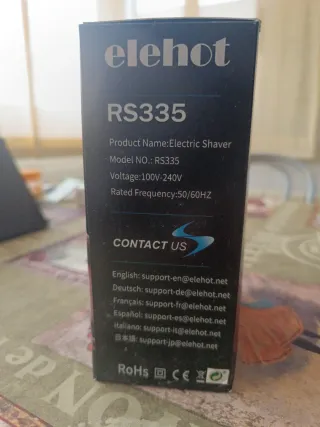 elehot
RS335
Product Name:Electric Shaver
Model NO.: RS335
Voltage:100V-240V
Rated Frequency:50/60HZ
CONTACT US
English: support-en@elehot.net
Deutsch: support-de@elehot.net
Français: support-fr@elehot.net
Español: support-es@elehot.net
Italiano: support-it@elehot.net
日本語: support-jp@elehot.net
RoHs CE